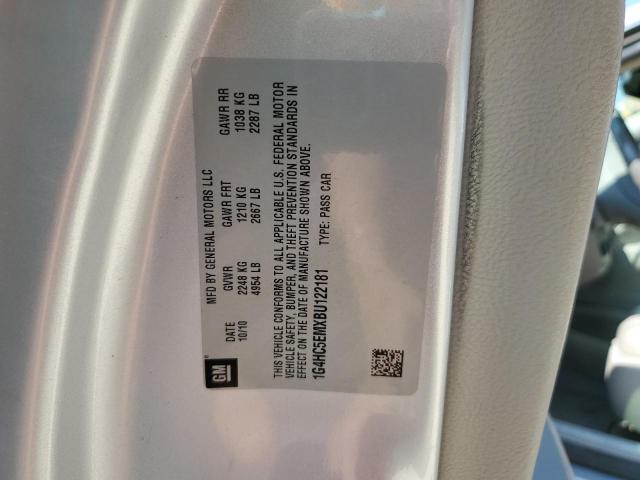 GM®
MFD BY GENERAL MOTORS LLC
DATE GVWR GAWR FRT GAWR RR
10/10 2248 KG 1210 KG 1038 KG
4954 LB 2667 LB 2287 LB
THIS VEHICLE CONFORMS TO ALL APPLICABLE U.S. FEDERAL MOTOR
VEHICLE SAFETY, BUMPER, AND THEFT PREVENTION STANDARDS IN
EFFECT ON THE DATE OF MANUFACTURE SHOWN ABOVE.
1G4HC5EMXBU122181 TYPE: PASS CAR